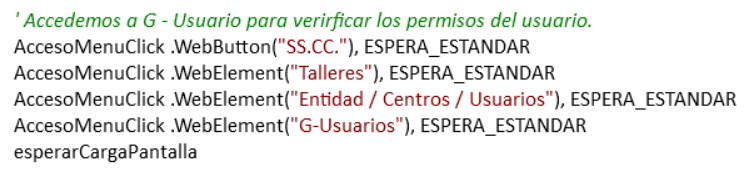 ' Accedemos a G - Usuario para verirficar los permisos del usuario.
AccesoMenuClick .WebButton("SS.CC."), ESPERA_ESTANDAR
AccesoMenuClick .WebElement("Talleres"), ESPERA_ESTANDAR
AccesoMenuClick .WebElement("Entidad / Centros / Usuarios"), ESPERA_ESTANDAR
AccesoMenuClick .WebElement("G-Usuarios"), ESPERA_ESTANDAR
esperarCargaPantalla